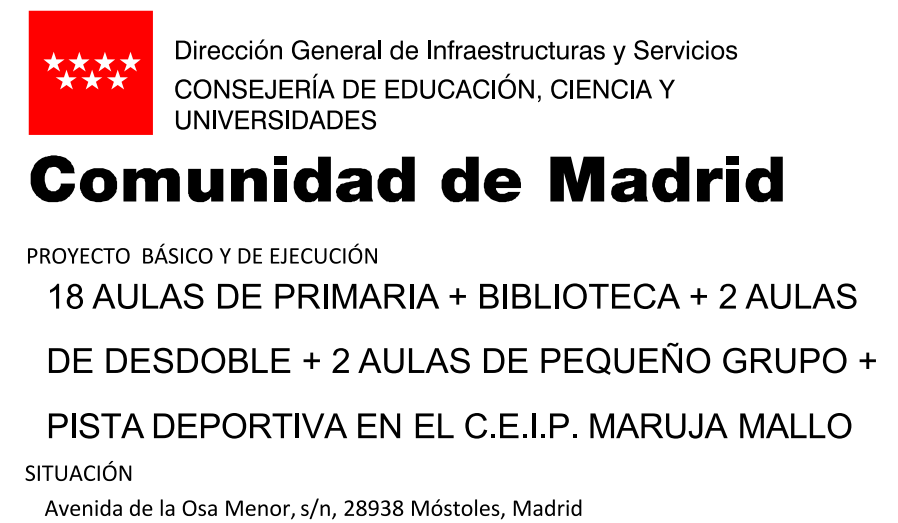 Dirección General de Infraestructuras y Servicios
CONSEJERÍA DE EDUCACIÓN, CIENCIA Y
UNIVERSIDADES
Comunidad de Madrid
PROYECTO BÁSICO Y DE EJECUCIÓN
18 AULAS DE PRIMARIA + BIBLIOTECA + 2 AULAS
DE DESDOBLE + 2 AULAS DE PEQUEÑO GRUPO +
PISTA DEPORTIVA EN EL C.E.I.P. MARUJA MALLO
SITUACIÓN
Avenida de la Osa Menor, s/n, 28938 Móstoles, Madrid